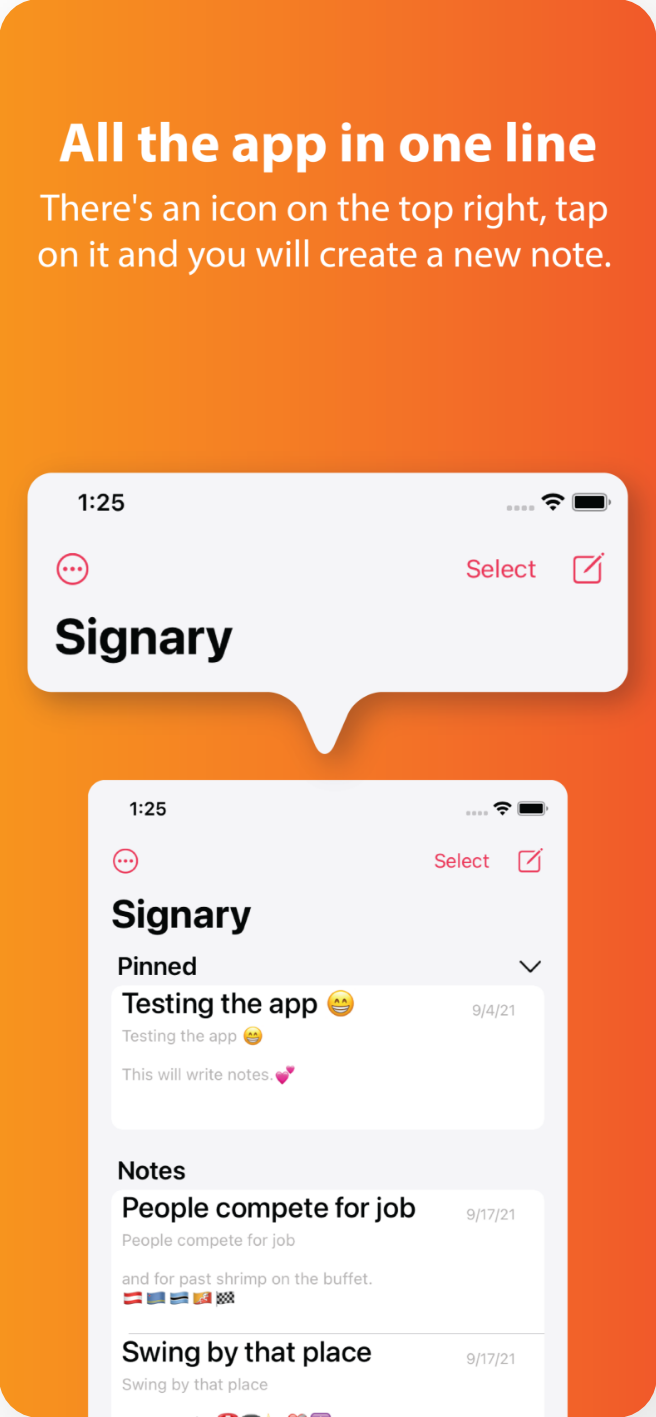 All the app in one line
There's an icon on the top right, tap
on it and you will create a new note.
1:25
Select
Signary
1:25
Select
Signary
Pinned
Testing the app 😁
9/4/21
Testing the app 😁
This will write notes.💕
Notes
People compete for job
9/17/21
People compete for job
and for past shrimp on the buffet.
🇦🇹🇦🇼🇧🇼🇧🇹🏁
Swing by that place
9/17/21
Swing by that place